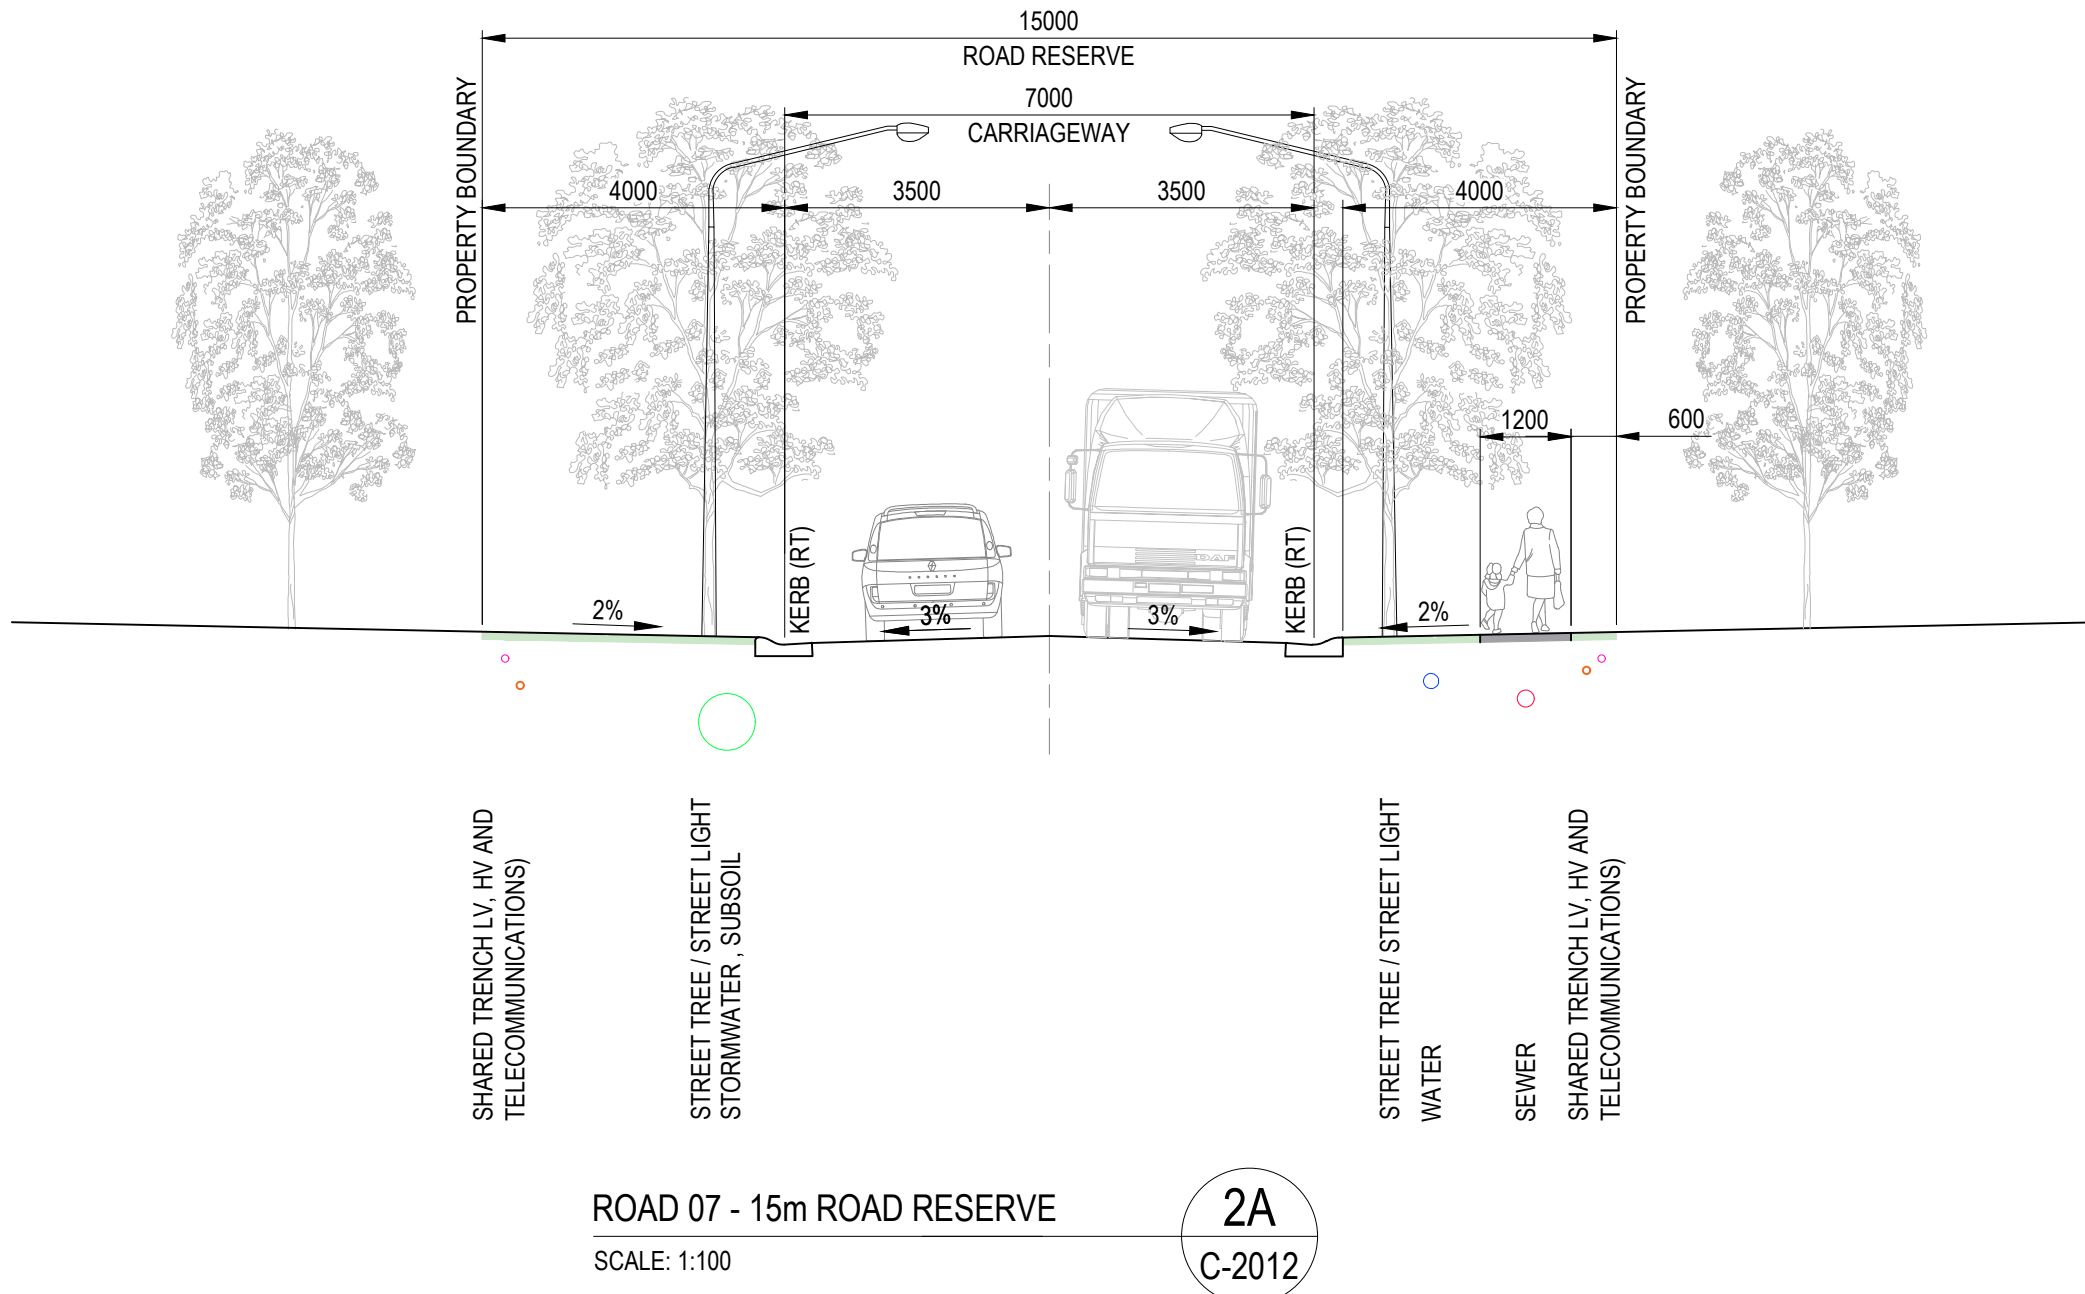 15000
ROAD RESERVE
7000
CARRIAGEWAY
PROPERTY BOUNDARY
PROPERTY BOUNDARY
4000
3500
3500
4000
1200
600
KERB (RT)
KERB (RT)
DAF
2%
3%
3%
2%
SHARED TRENCH LV, HV AND
TELECOMMUNICATIONS)
STREET TREE / STREET LIGHT
STORMWATER , SUBSOIL
STREET TREE / STREET LIGHT
WATER
SEWER
SHARED TRENCH LV, HV AND
TELECOMMUNICATIONS)
ROAD 07 - 15m ROAD RESERVE
SCALE: 1:100
2A
C-2012